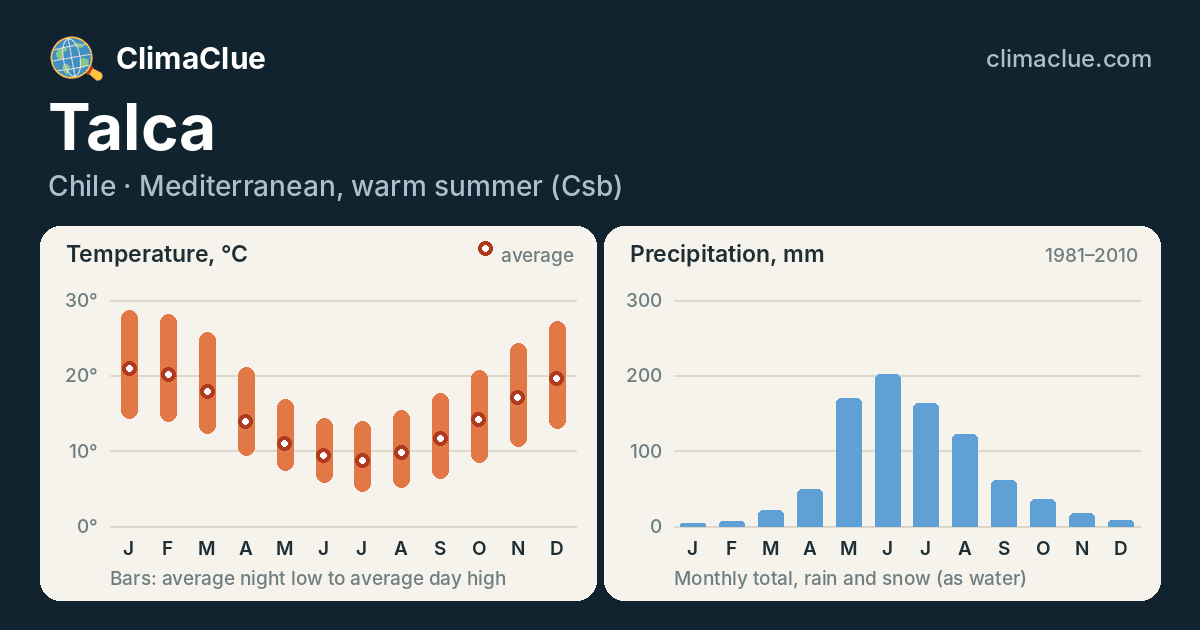 ClimaClue
climaclue.com
Talca
Chile · Mediterranean, warm summer (Csb)
Temperature, °C
average
30°
20°
10°
0°
J F M A M J J A S O N D
Bars: average night low to average day high
Precipitation, mm
1981–2010
300
200
100
0
J F M A M J J A S O N D
Monthly total, rain and snow (as water)